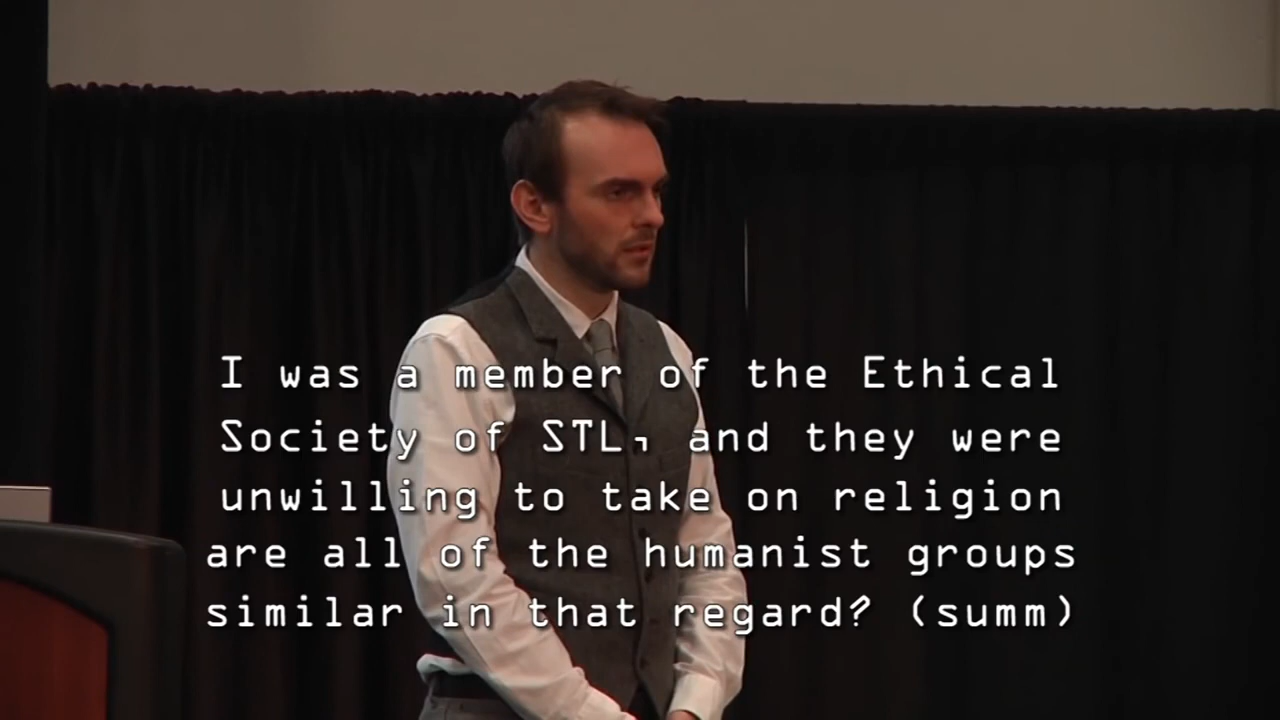 I was a member of the Ethical
Society of STL, and they were
unwilling to take on religion
are all of the humanist groups
similar in that regard? (summ)